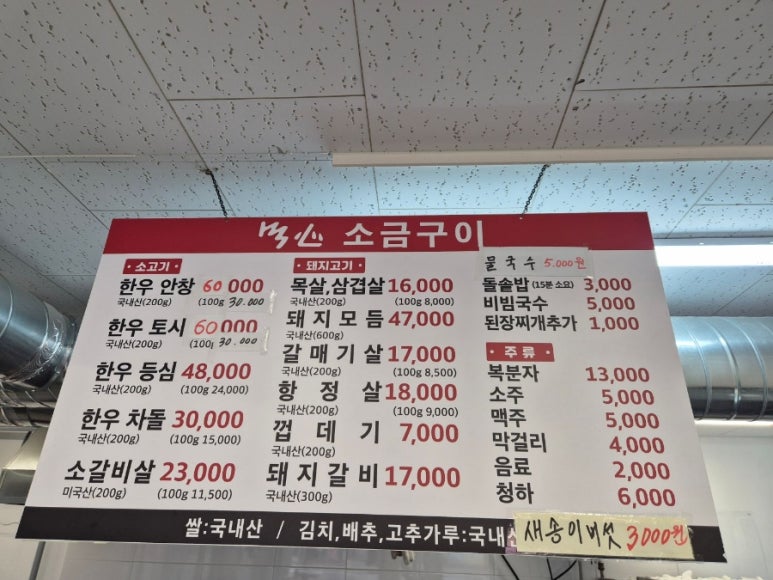 먹心 소금구이
• 소고기 •
한우 안창 60 000
국내산(200g) (100g 30.000
한우 토시 60 000
국내산(200g) (100g 30.000
한우 등심 48,000
국내산(200g) (100g 24,000)
한우 차돌 30,000
국내산(200g) (100g 15,000)
소갈비살 23,000
미국산(200g) (100g 11,500)
• 돼지고기 •
목살,삼겹살 16,000
국내산(200g) (100g 8,000)
돼지모듬 47,000
국내산(600g)
갈매기살 17,000
국내산(200g) (100g 8,500)
항정살 18,000
국내산(200g) (100g 9,000)
껍데기 7,000
국내산(200g)
돼지갈비 17,000
국내산(300g)
물국수 5.000원
돌솥밥 (15분 소요) 3,000
비빔국수 5,000
된장찌개추가 1,000
• 주류 •
복분자 13,000
소주 5,000
맥주 5,000
막걸리 4,000
음료 2,000
청하 6,000
쌀:국내산 / 김치,배추,고추가루:국내산
새송이버섯 3000원